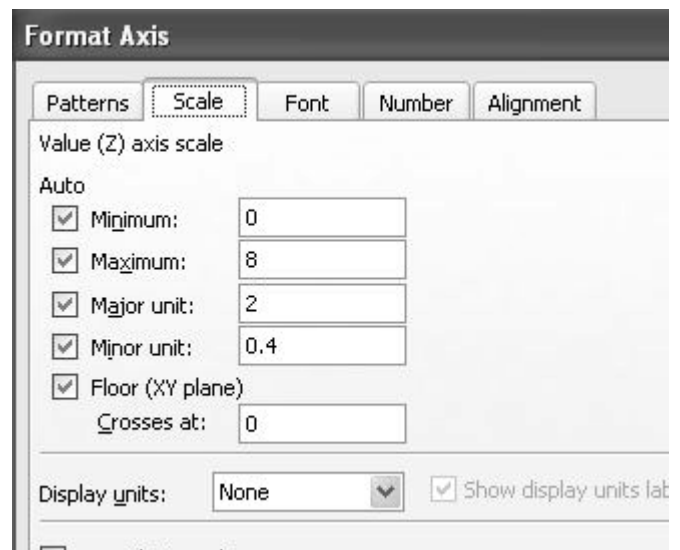 Format Axis
Patterns Scale Font Number Alignment
Value (Z) axis scale
Auto
Minimum: 0
Maximum: 8
Major unit: 2
Minor unit: 0.4
Floor (XY plane)
Crosses at: 0
Display units: None Show display units lab